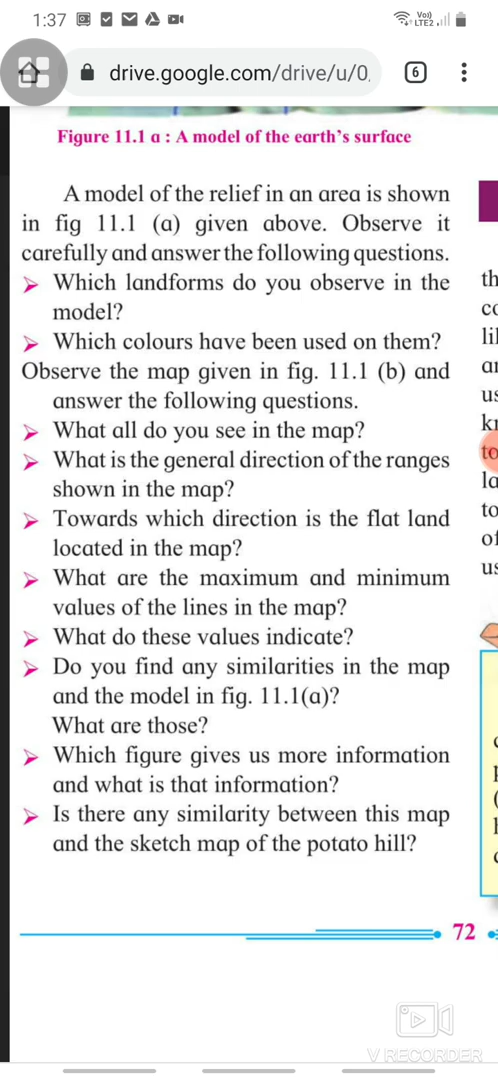 1:37
Vo))
LTE2
drive.google.com/drive/u/0
6
Figure 11.1 a : A model of the earth's surface
A model of the relief in an area is shown
in fig 11.1 (a) given above. Observe it
carefully and answer the following questions.
➢ Which landforms do you observe in the
model?
➢ Which colours have been used on them?
Observe the map given in fig. 11.1 (b) and
answer the following questions.
➢ What all do you see in the map?
➢ What is the general direction of the ranges
shown in the map?
➢ Towards which direction is the flat land
located in the map?
➢ What are the maximum and minimum
values of the lines in the map?
➢ What do these values indicate?
➢ Do you find any similarities in the map
and the model in fig. 11.1(a)?
What are those?
➢ Which figure gives us more information
and what is that information?
➢ Is there any similarity between this map
and the sketch map of the potato hill?
72
V RECORDER